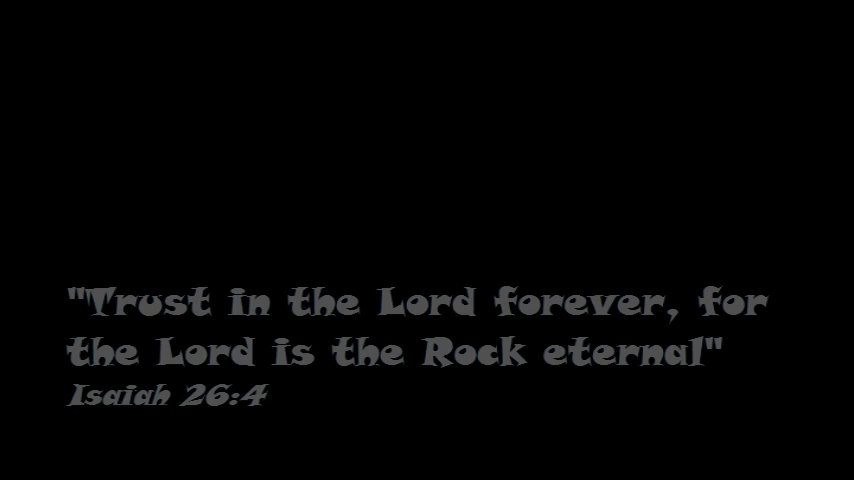 "Trust in the Lord forever, for
the Lord is the Rock eternal"
Isaiah 26:4